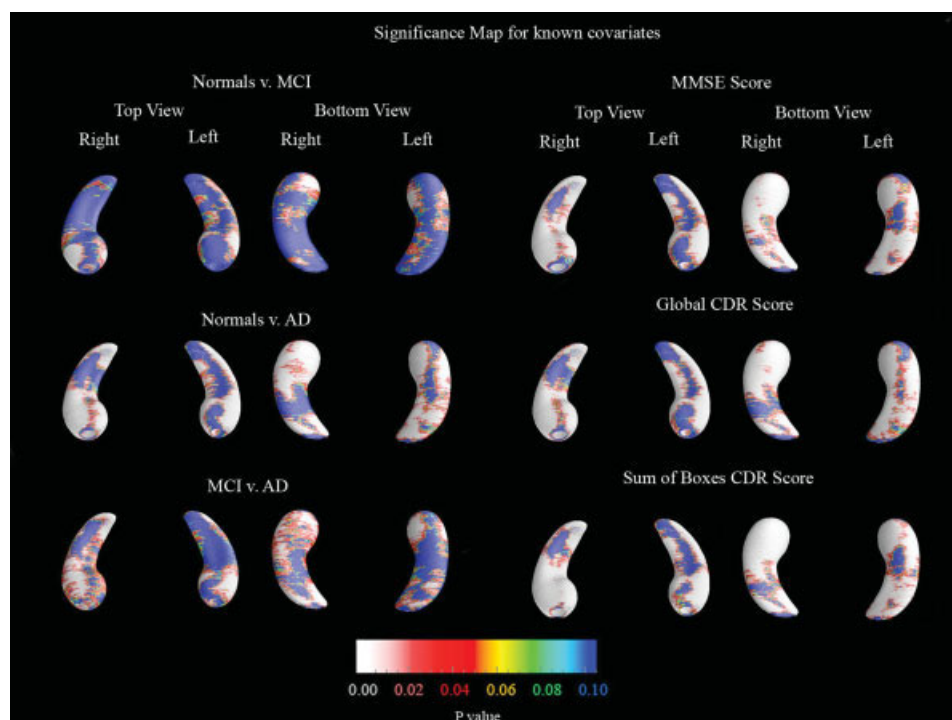 Significance Map for known covariates
Normals v. MCI
Top View Bottom View
Right Left Right Left
MMSE Score
Top View Bottom View
Right Left Right Left
Normals v. AD
Global CDR Score
MCI v. AD
Sum of Boxes CDR Score
0.00 0.02 0.04 0.06 0.08 0.10
P value